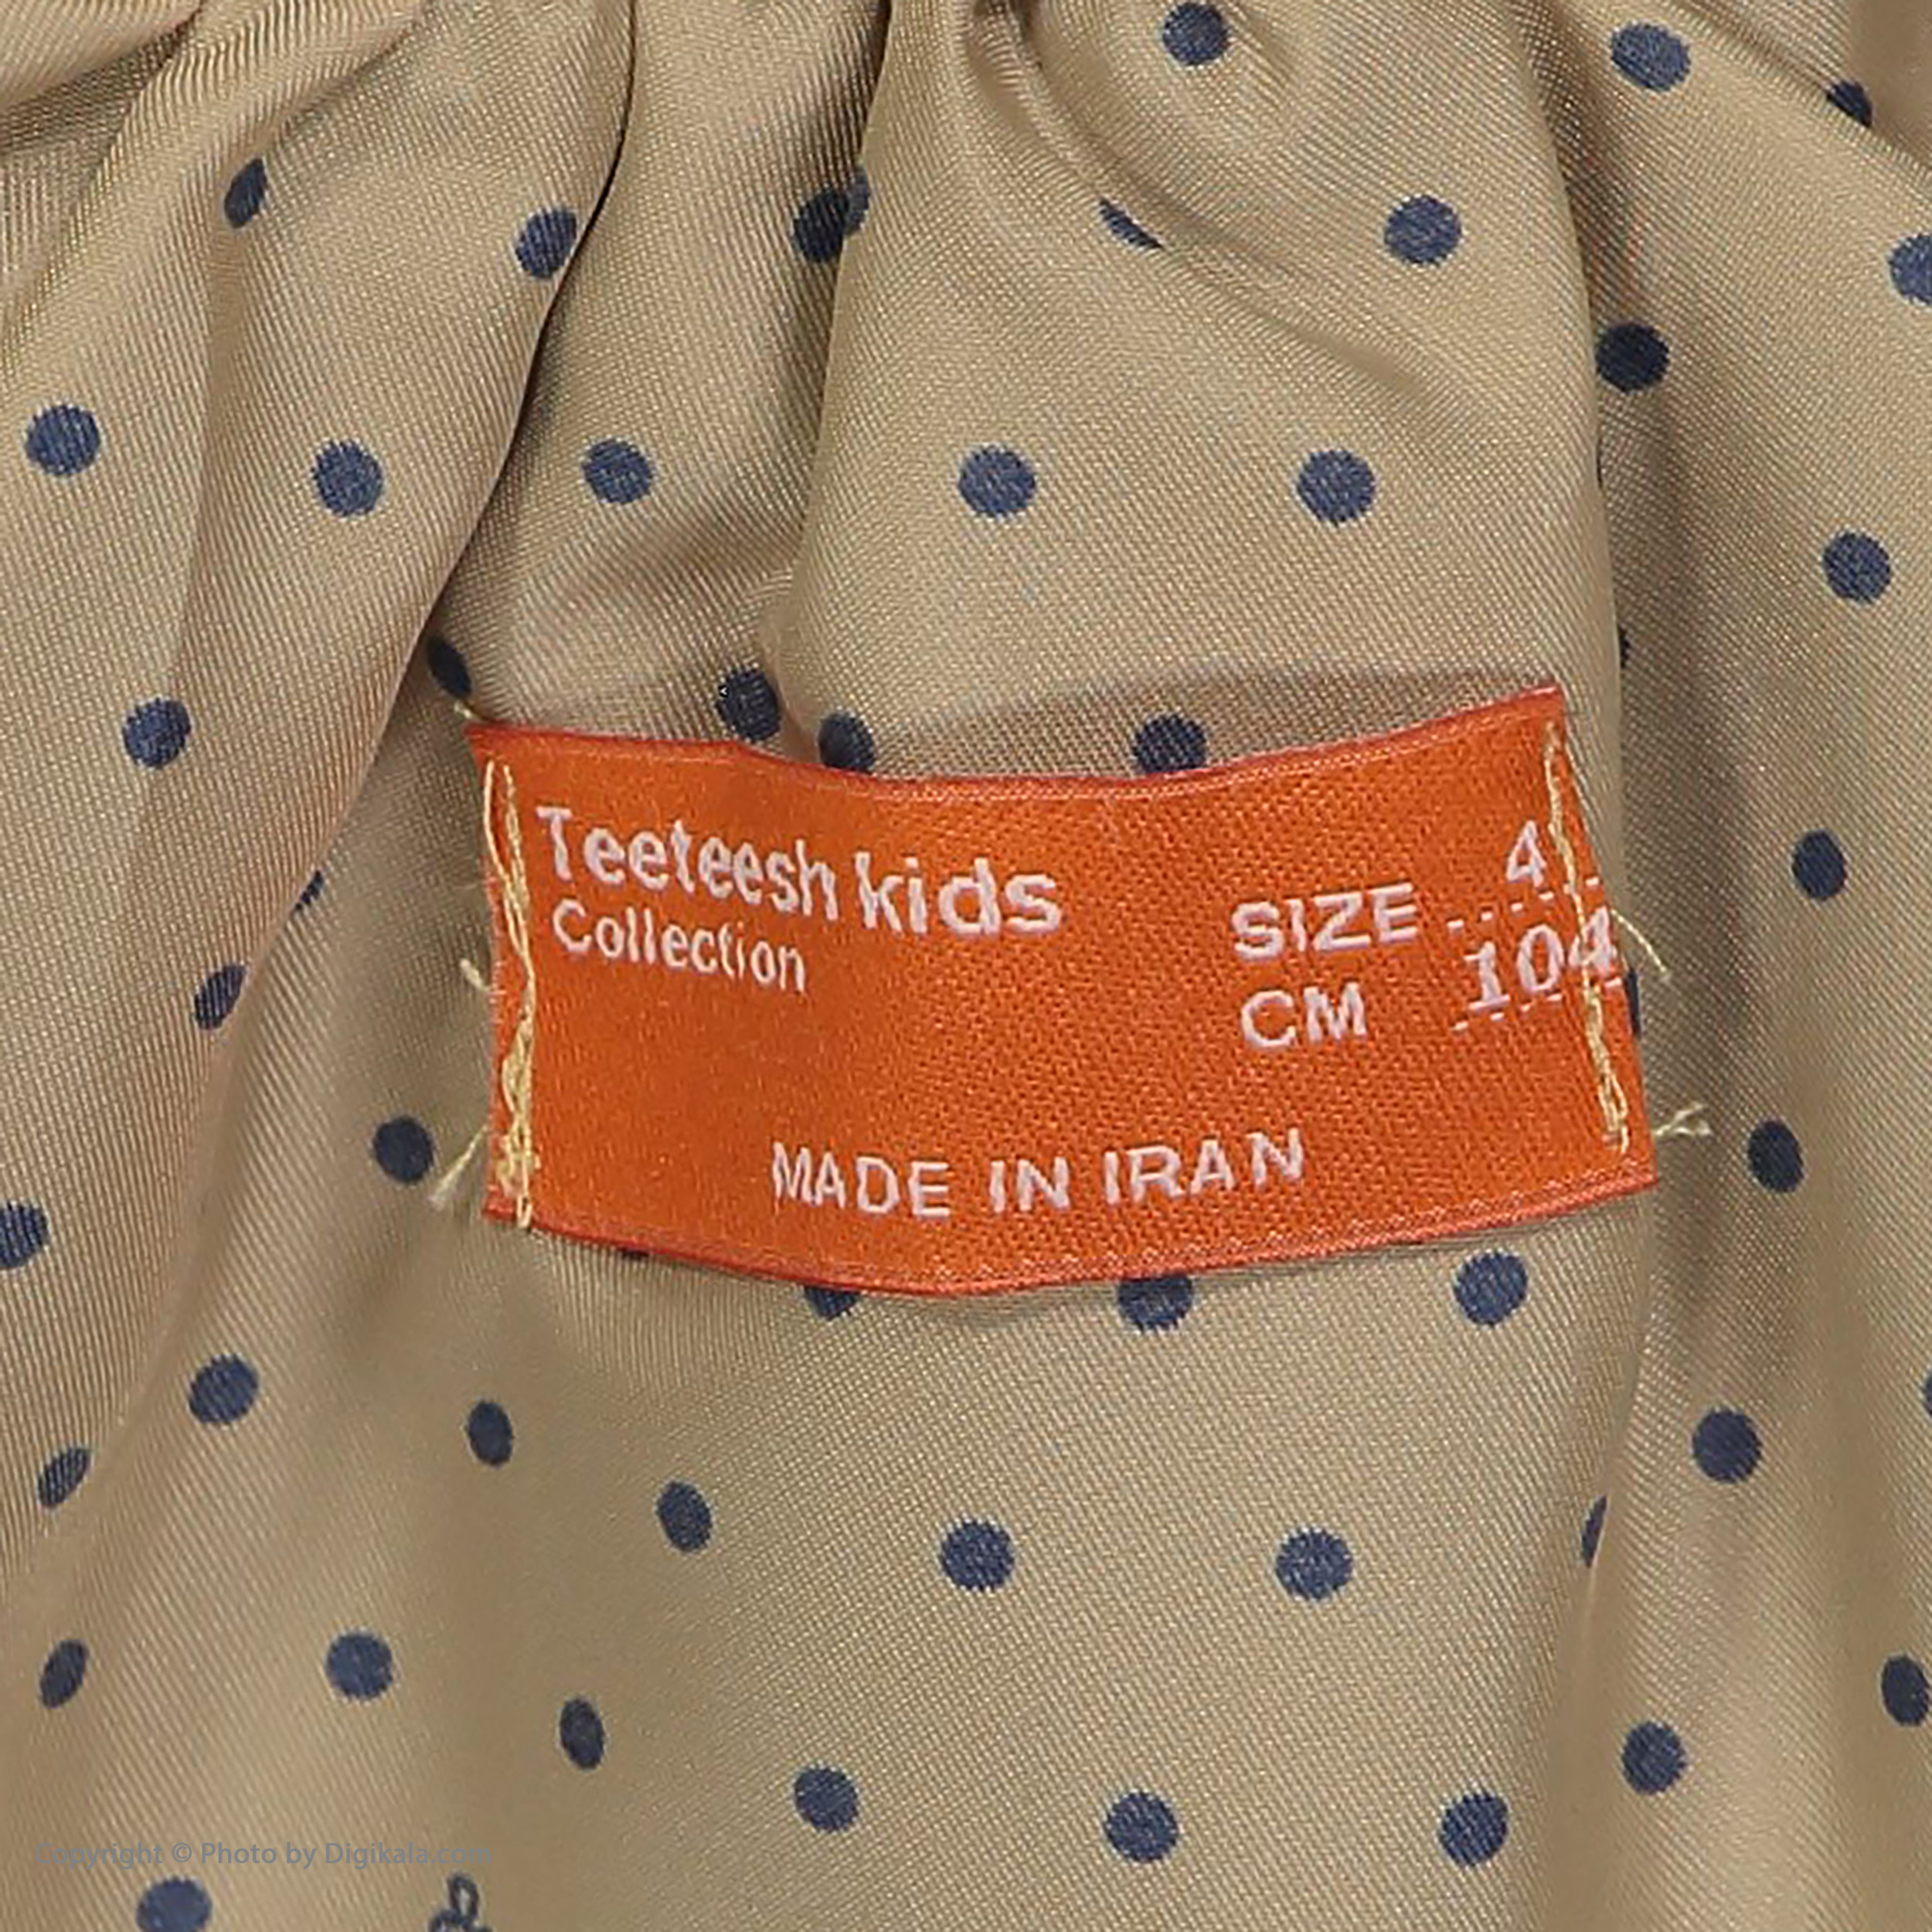 Teeteesh kids
Collection
SIZE 4
CM 104
MADE IN IRAN
Copyright © Photo by Digikala.com